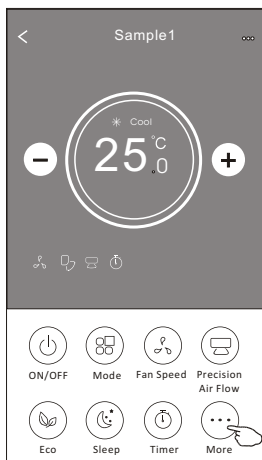 Sample1
Cool
25.0°C
ON/OFF
Mode
Fan Speed
Precision
Air Flow
Eco
Sleep
Timer
More